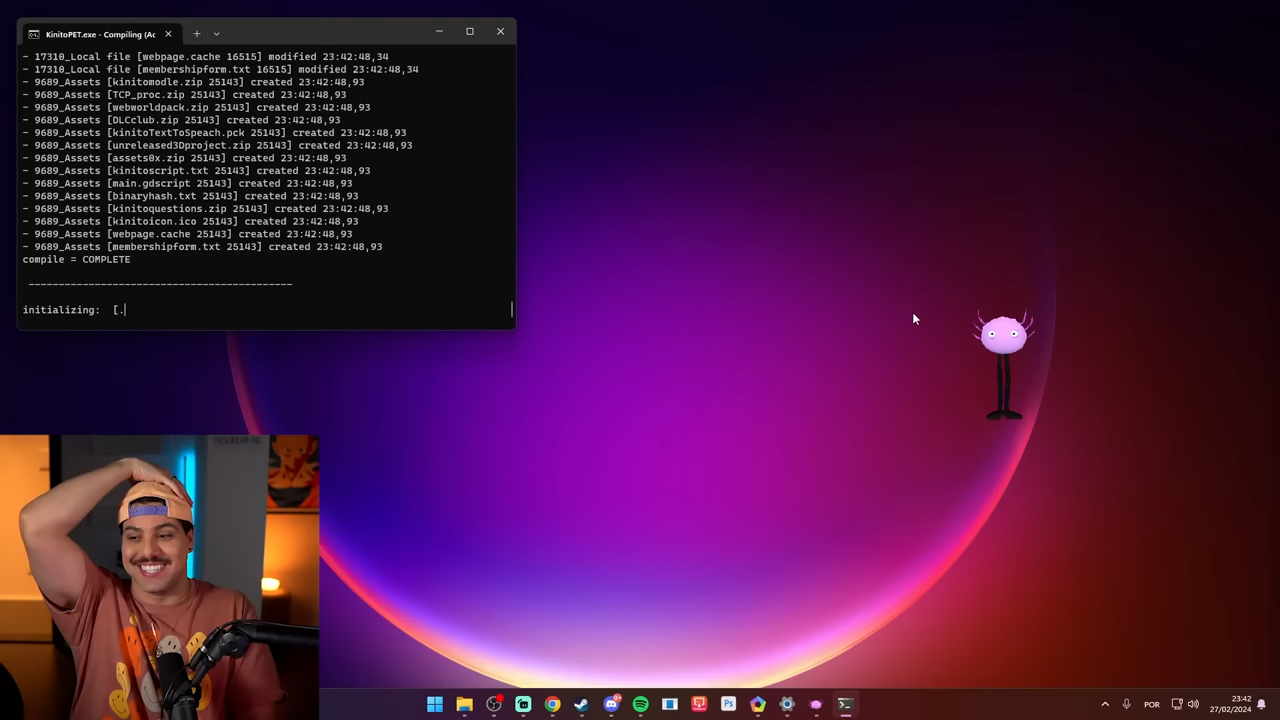 KinitoPET.exe - Compiling (Ac
- 17310_Local file [webpage.cache 16515] modified 23:42:48,34
- 17310_Local file [membershipform.txt 16515] modified 23:42:48,34
- 9689_Assets [kinitomodle.zip 25143] created 23:42:48,93
- 9689_Assets [TCP_proc.zip 25143] created 23:42:48,93
- 9689_Assets [webworldpack.zip 25143] created 23:42:48,93
- 9689_Assets [DLCclub.zip 25143] created 23:42:48,93
- 9689_Assets [kinitoTextToSpeach.pck 25143] created 23:42:48,93
- 9689_Assets [unreleased3Dproject.zip 25143] created 23:42:48,93
- 9689_Assets [assets0x.zip 25143] created 23:42:48,93
- 9689_Assets [kinitoscript.txt 25143] created 23:42:48,93
- 9689_Assets [main.gdscript 25143] created 23:42:48,93
- 9689_Assets [binaryhash.txt 25143] created 23:42:48,93
- 9689_Assets [kinitoquestions.zip 25143] created 23:42:48,93
- 9689_Assets [kinitoicon.ico 25143] created 23:42:48,93
- 9689_Assets [webpage.cache 25143] created 23:42:48,93
- 9689_Assets [membershipform.txt 25143] created 23:42:48,93
compile = COMPLETE
--------------------------------------------
initializing:  [.
Ps
POR
23:42
27/02/2024